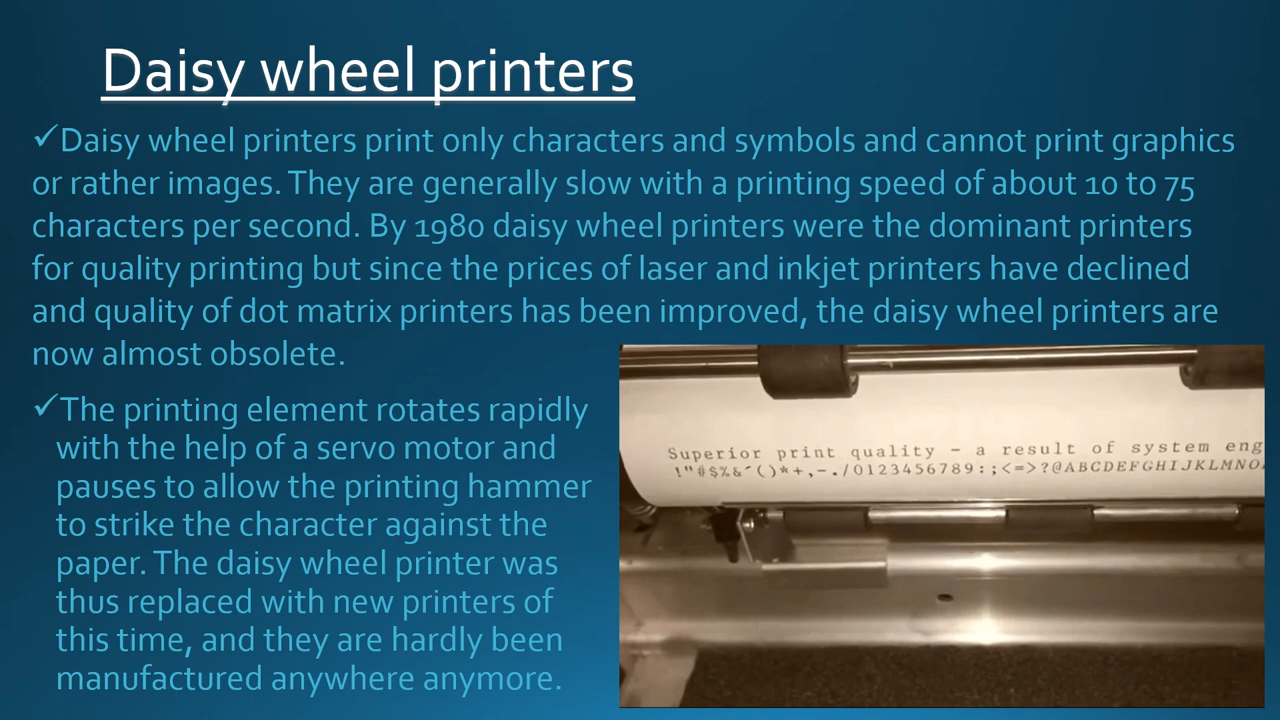 Daisy wheel printers
✓Daisy wheel printers print only characters and symbols and cannot print graphics
or rather images. They are generally slow with a printing speed of about 10 to 75
characters per second. By 1980 daisy wheel printers were the dominant printers
for quality printing but since the prices of laser and inkjet printers have declined
and quality of dot matrix printers has been improved, the daisy wheel printers are
now almost obsolete.
✓The printing element rotates rapidly
with the help of a servo motor and
pauses to allow the printing hammer
to strike the character against the
paper. The daisy wheel printer was
thus replaced with new printers of
this time, and they are hardly been
manufactured anywhere anymore.
Superior print quality - a result of system eng
!"#$%&´()*+,-./0123456789:;<=>?@ABCDEFGHIJKLMNO